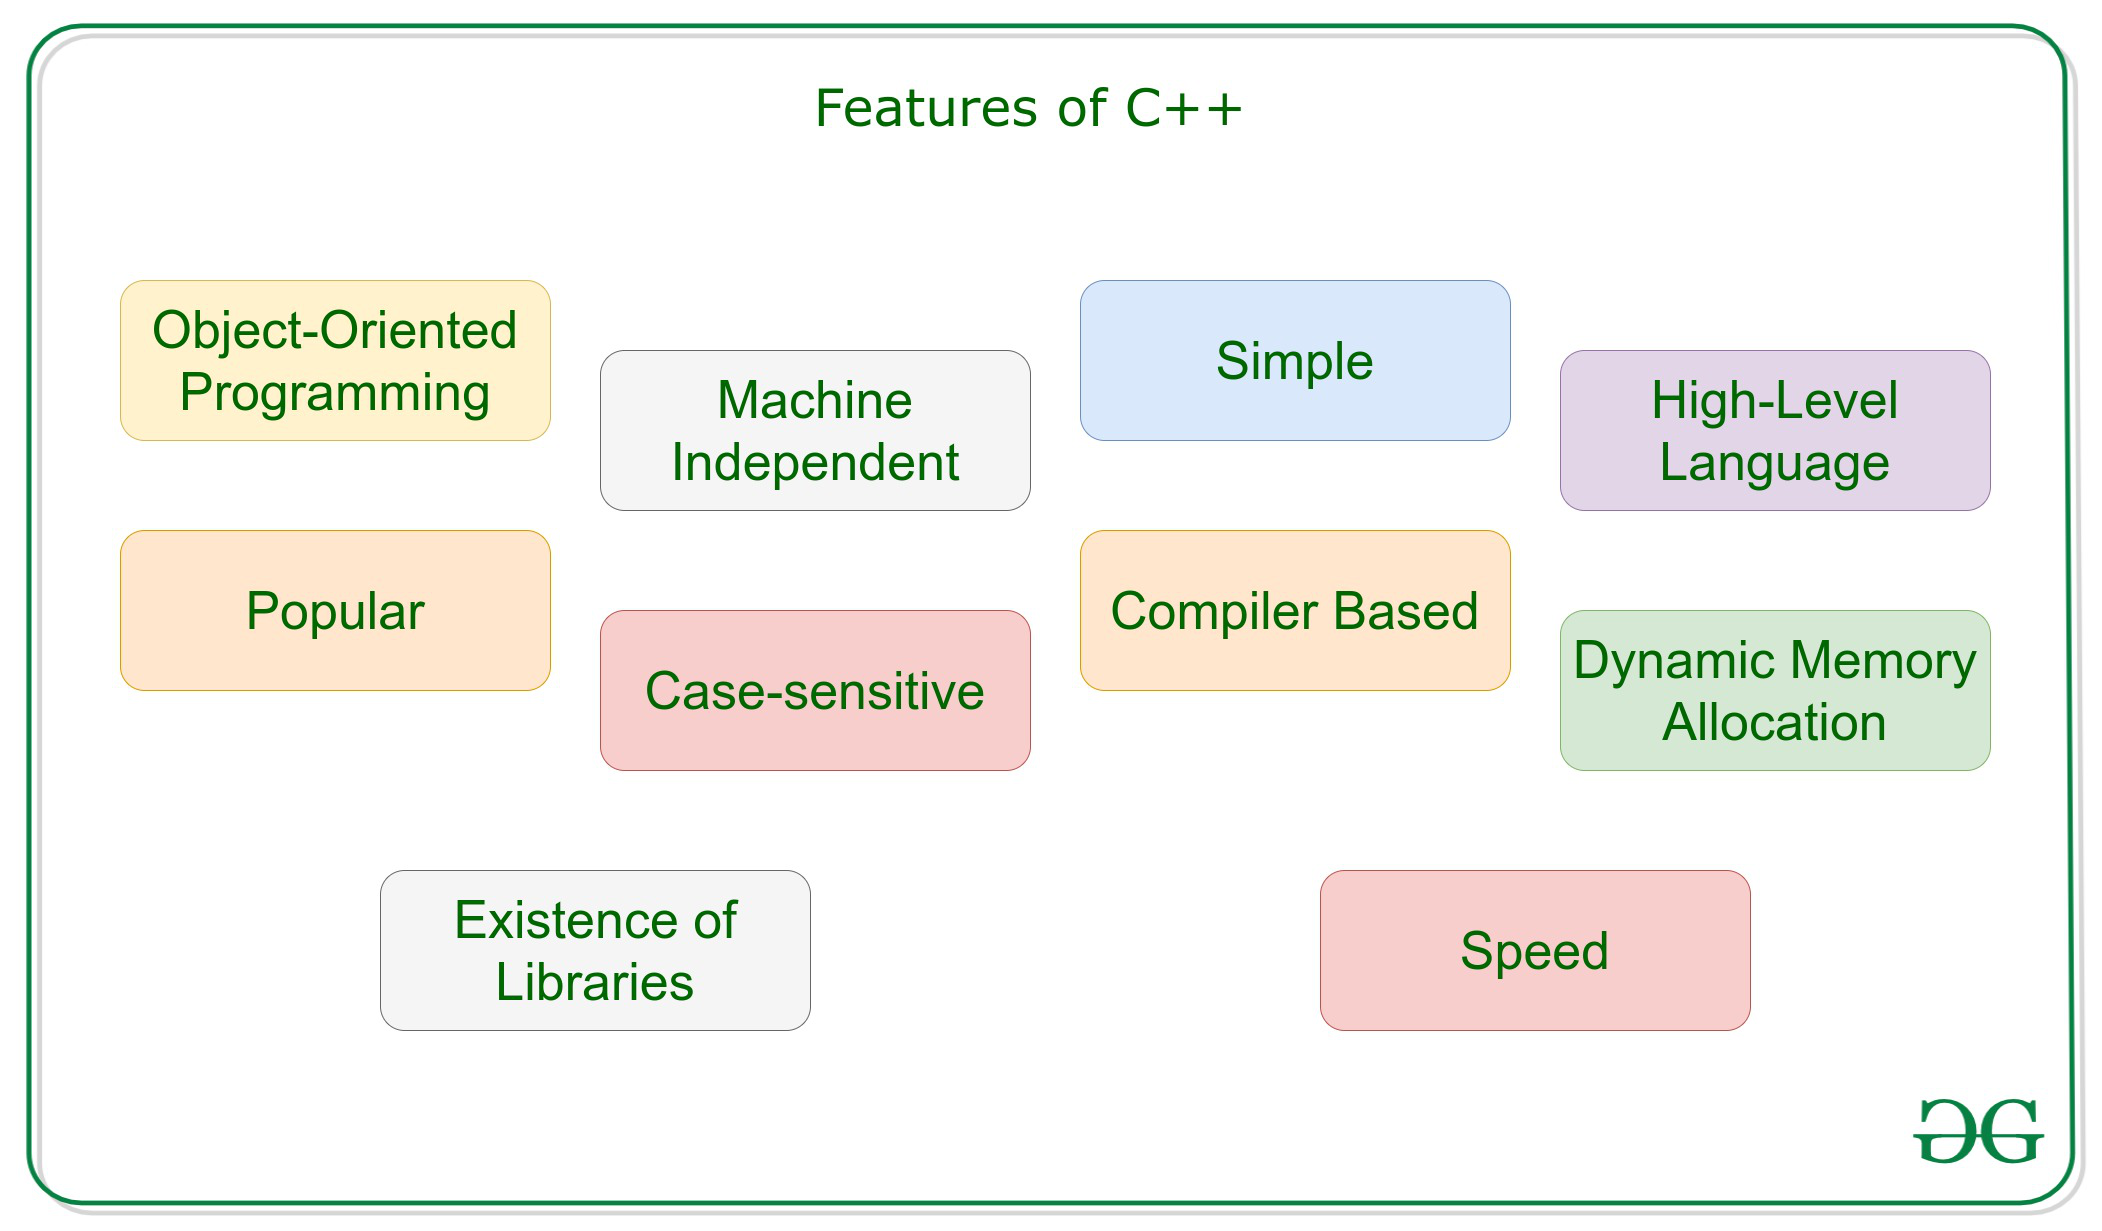 Features of C++
Object-Oriented
Programming
Machine
Independent
Simple
High-Level
Language
Popular
Case-sensitive
Compiler Based
Dynamic Memory
Allocation
Existence of
Libraries
Speed